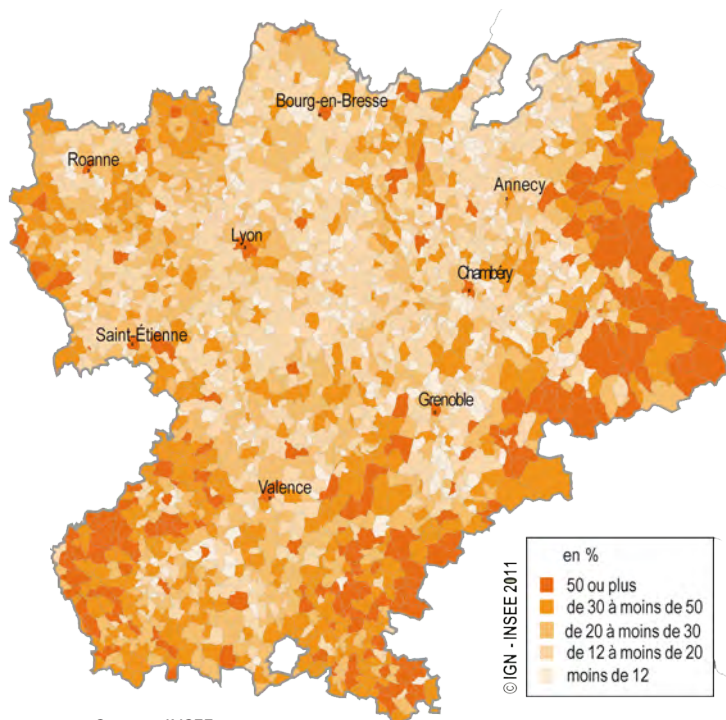 Bourg-en-Bresse
Roanne
Annecy
Lyon
Chambéry
Saint-Étienne
Grenoble
Valence
en %
50 ou plus
de 30 à moins de 50
de 20 à moins de 30
de 12 à moins de 20
moins de 12
© IGN - INSEE 2011